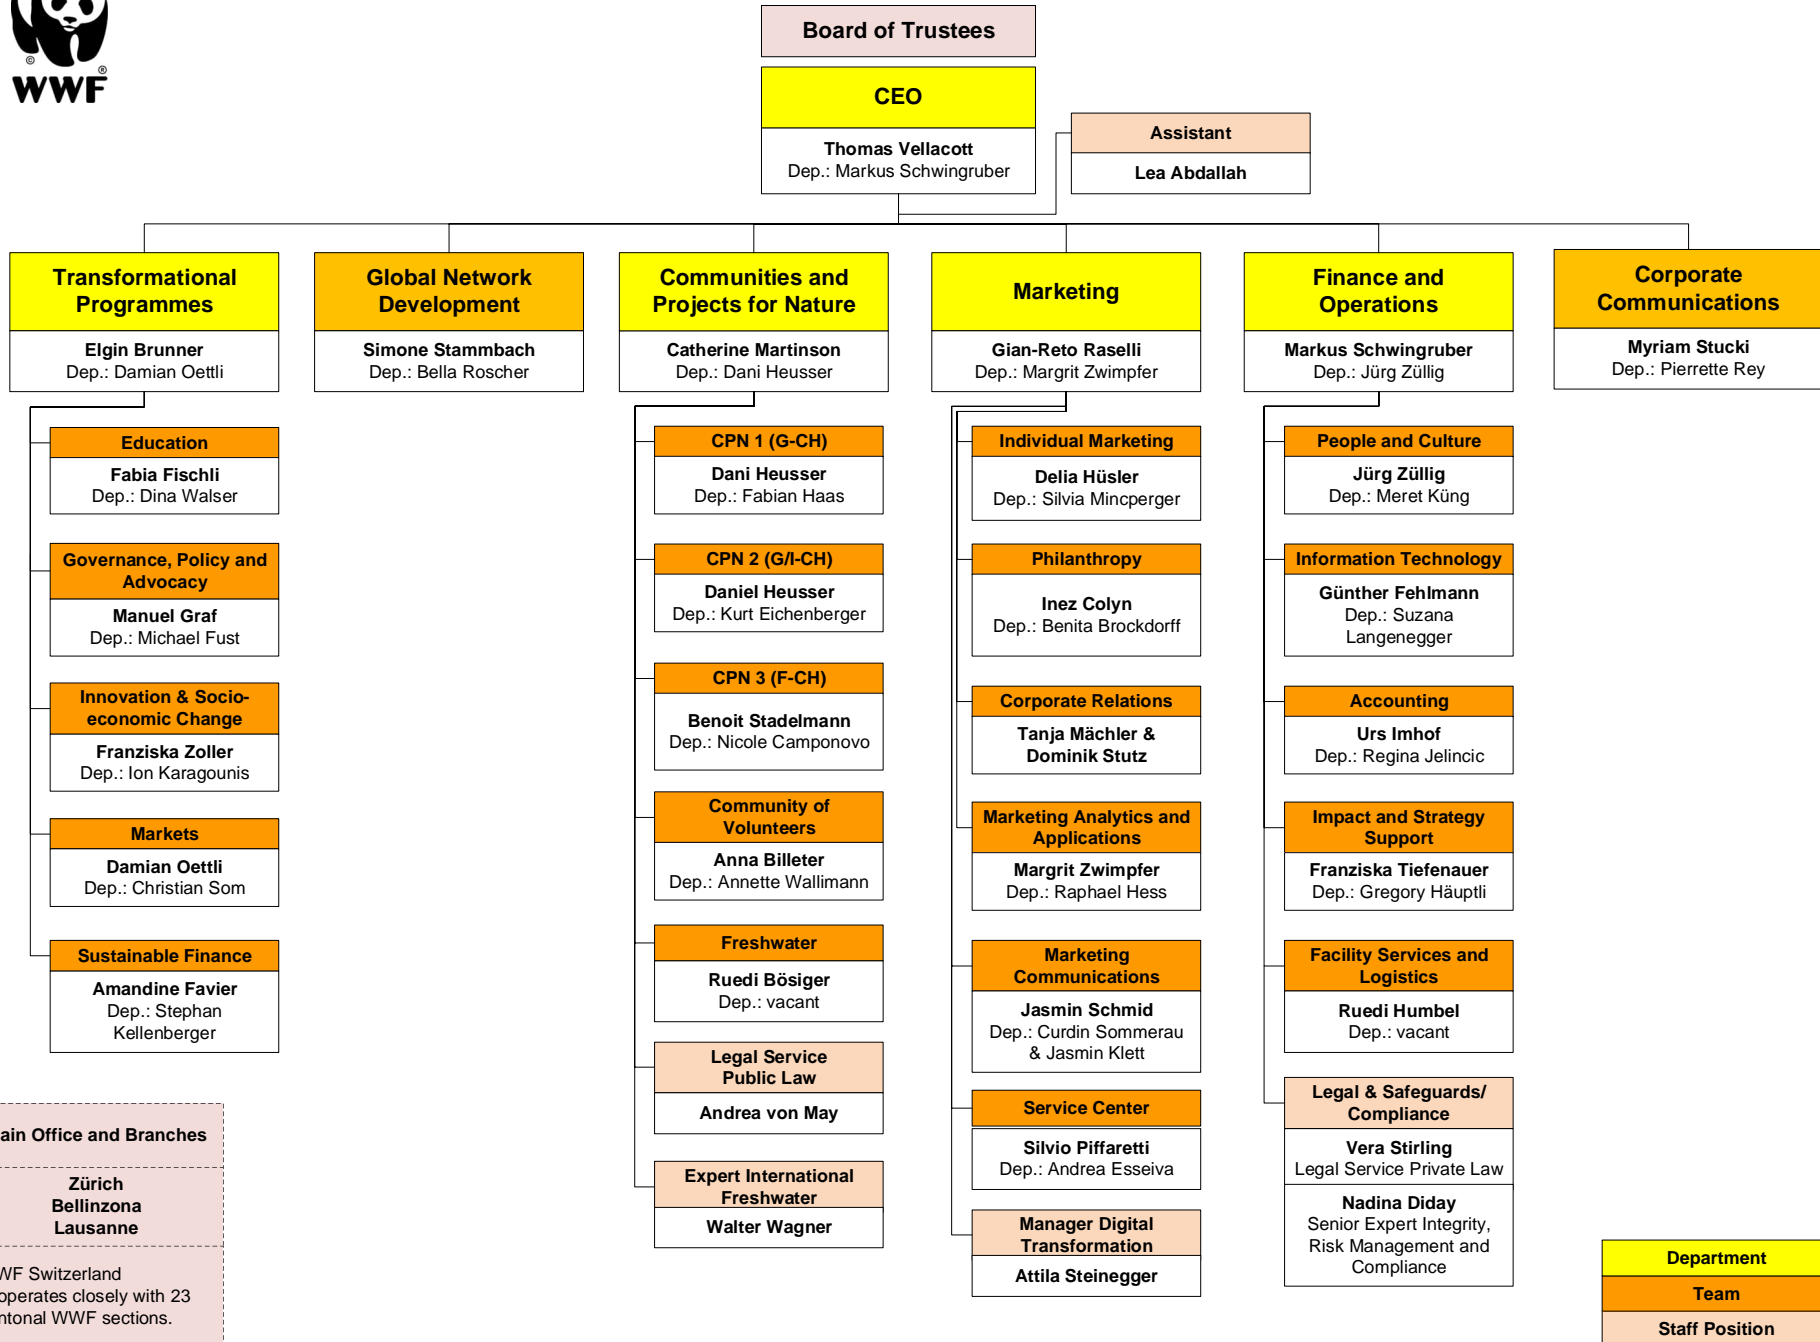 ©
®
WWF
Board of Trustees
CEO
Thomas Vellacott
Dep.: Markus Schwingruber
Assistant
Lea Abdallah
Transformational
Programmes
Elgin Brunner
Dep.: Damian Oettli
Global Network
Development
Simone Stammbach
Dep.: Bella Roscher
Communities and
Projects for Nature
Catherine Martinson
Dep.: Dani Heusser
Marketing
Gian-Reto Raselli
Dep.: Margrit Zwimpfer
Finance and
Operations
Markus Schwingruber
Dep.: Jürg Züllig
Corporate
Communications
Myriam Stucki
Dep.: Pierrette Rey
Education
Fabia Fischli
Dep.: Dina Walser
Governance, Policy and
Advocacy
Manuel Graf
Dep.: Michael Fust
Innovation & Socio-
economic Change
Franziska Zoller
Dep.: Ion Karagounis
Markets
Damian Oettli
Dep.: Christian Som
Sustainable Finance
Amandine Favier
Dep.: Stephan
Kellenberger
CPN 1 (G-CH)
Dani Heusser
Dep.: Fabian Haas
CPN 2 (G/I-CH)
Daniel Heusser
Dep.: Kurt Eichenberger
CPN 3 (F-CH)
Benoit Stadelmann
Dep.: Nicole Camponovo
Community of
Volunteers
Anna Billeter
Dep.: Annette Wallimann
Freshwater
Ruedi Bösiger
Dep.: vacant
Legal Service
Public Law
Andrea von May
Expert International
Freshwater
Walter Wagner
Individual Marketing
Delia Hüsler
Dep.: Silvia Mincperger
Philanthropy
Inez Colyn
Dep.: Benita Brockdorff
Corporate Relations
Tanja Mächler &
Dominik Stutz
Marketing Analytics and
Applications
Margrit Zwimpfer
Dep.: Raphael Hess
Marketing
Communications
Jasmin Schmid
Dep.: Curdin Sommerau
& Jasmin Klett
Service Center
Silvio Piffaretti
Dep.: Andrea Esseiva
Manager Digital
Transformation
Attila Steinegger
People and Culture
Jürg Züllig
Dep.: Meret Küng
Information Technology
Günther Fehlmann
Dep.: Suzana
Langenegger
Accounting
Urs Imhof
Dep.: Regina Jelincic
Impact and Strategy
Support
Franziska Tiefenauer
Dep.: Gregory Häuptli
Facility Services and
Logistics
Ruedi Humbel
Dep.: vacant
Legal & Safeguards/
Compliance
Vera Stirling
Legal Service Private Law
Nadina Diday
Senior Expert Integrity,
Risk Management and
Compliance
ain Office and Branches
Zürich
Bellinzona
Lausanne
WF Switzerland
operates closely with 23
ntonal WWF sections.
Department
Team
Staff Position